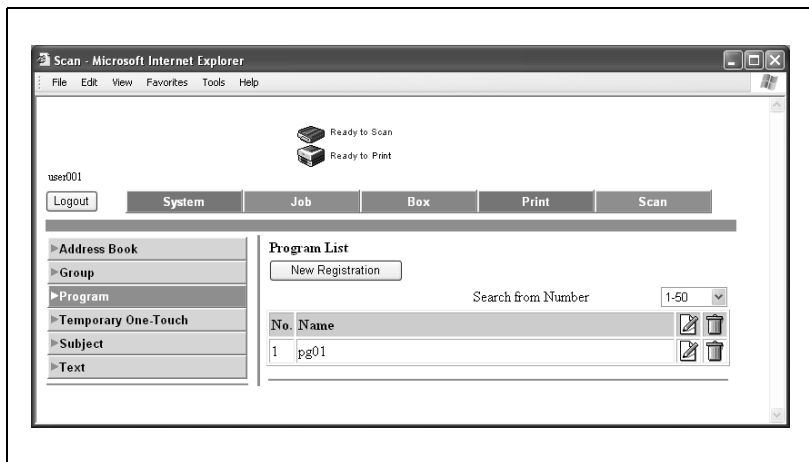 Scan - Microsoft Internet Explorer
File Edit View Favorites Tools Help
Ready to Scan
Ready to Print
user001
Logout System Job Box Print Scan
Address Book
Group
Program
Temporary One-Touch
Subject
Text
Program List
New Registration
Search from Number 1-50
No. Name
1 pg01